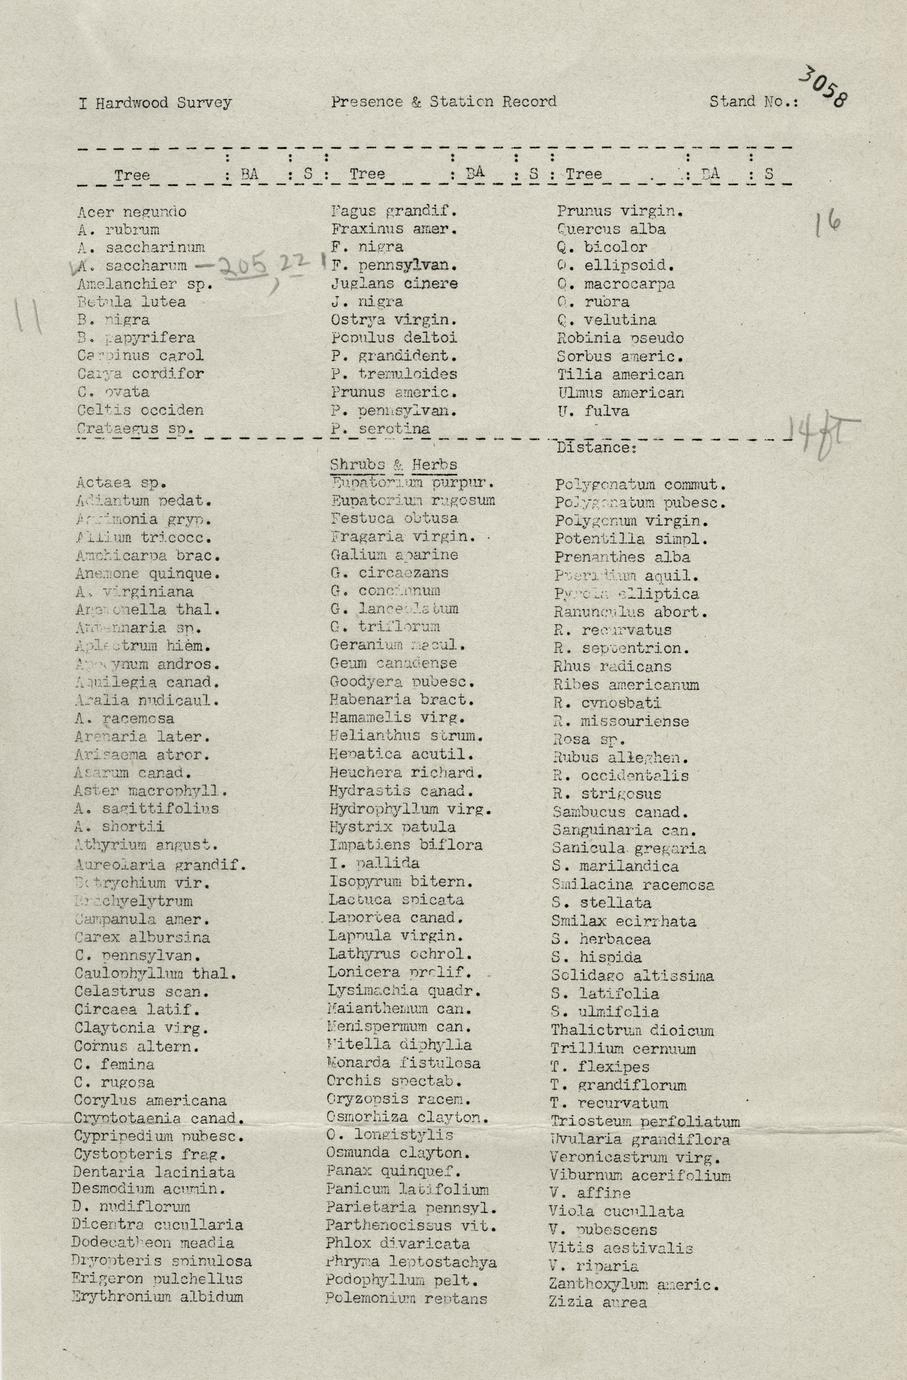 3058
I Hardwood Survey Presence & Station Record Stand No.:
Tree : BA : S : Tree : BA : S : Tree : BA : S
Acer negundo Fagus grandif. Prunus virgin.
A. rubrum Fraxinus amer. Quercus alba
16
A. saccharinum F. nigra Q. bicolor
A. saccharum — 205, 221 F. pennsylvan. Q. ellipsoid.
Amelanchier sp. Juglans cinere Q. macrocarpa
11
Betula lutea J. nigra Q. rubra
B. nigra Ostrya virgin. Q. velutina
B. papyrifera Populus deltoi Robinia pseudo
Carpinus carol P. grandident. Sorbus americ.
Carya cordifor P. tremuloides Tilia american
C. ovata Prunus americ. Ulmus american
Celtis occiden P. pennsylvan. U. fulva
Crataegus sp. P. serotina
14 ft
Distance:
Shrubs & Herbs
Actaea sp. Eupatorium purpur. Polygonatum commut.
Adiantum pedat. Eupatorium rugosum Polygonatum pubesc.
Agrimonia gryp. Festuca obtusa Polygonum virgin.
Allium tricocc. Fragaria virgin. Potentilla simpl.
Amphicarpa brac. Galium aparine Prenanthes alba
Anemone quinque. G. circaezans Pteridium aquil.
A. virginiana G. concinnum Pyrola elliptica
Anemonella thal. G. lanceolatum Ranunculus abort.
Antennaria sp. G. triflorum R. recurvatus
Aplectrum hiem. Geranium macul. R. septentrion.
Apocynum andros. Geum canadense Rhus radicans
Aquilegia canad. Goodyera pubesc. Ribes americanum
Aralia nudicaul. Habenaria bract. R. cynosbati
A. racemosa Hamamelis virg. R. missouriense
Arenaria later. Helianthus strum. Rosa sp.
Arisaema atror. Hepatica acutil. Rubus alleghen.
Asarum canad. Heuchera richard. R. occidentalis
Aster macrophyll. Hydrastis canad. R. strigosus
A. sagittifolius Hydrophyllum virg. Sambucus canad.
A. shortii Hystrix patula Sanguinaria can.
Athyrium angust. Impatiens biflora Sanicula gregaria
Aureolaria grandif. I. pallida S. marilandica
Botrychium vir. Isopyrum bitern. Smilacina racemosa
Brachyelytrum Lactuca spicata S. stellata
Campanula amer. Laportea canad. Smilax ecirrhata
Carex albursina Lappula virgin. S. herbacea
C. pennsylvan. Lathyrus ochrol. S. hispida
Caulophyllum thal. Lonicera prolif. Solidago altissima
Celastrus scan. Lysimachia quadr. S. latifolia
Circaea latif. Maianthemum can. S. ulmifolia
Claytonia virg. Menispermum can. Thalictrum dioicum
Cornus altern. Mitella diphylla Trillium cernuum
C. femina Monarda fistulosa T. flexipes
C. rugosa Orchis spectab. T. grandiflorum
Corylus americana Oryzopsis racem. T. recurvatum
Cryptotaenia canad. Osmorhiza clayton. Triosteum perfoliatum
Cypripedium pubesc. O. longistylis Uvularia grandiflora
Cystopteris frag. Osmunda clayton. Veronicastrum virg.
Dentaria laciniata Panax quinquef. Viburnum acerifolium
Desmodium acumin. Panicum latifolium V. affine
D. nudiflorum Parietaria pennsyl. Viola cucullata
Dicentra cucullaria Parthenocissus vit. V. pubescens
Dodecatheon meadia Phlox divaricata Vitis aestivalis
Dryopteris spinulosa Phryma leptostachya V. riparia
Erigeron pulchellus Podophyllum pelt. Zanthoxylum americ.
Erythronium albidum Polemonium reptans Zizia aurea